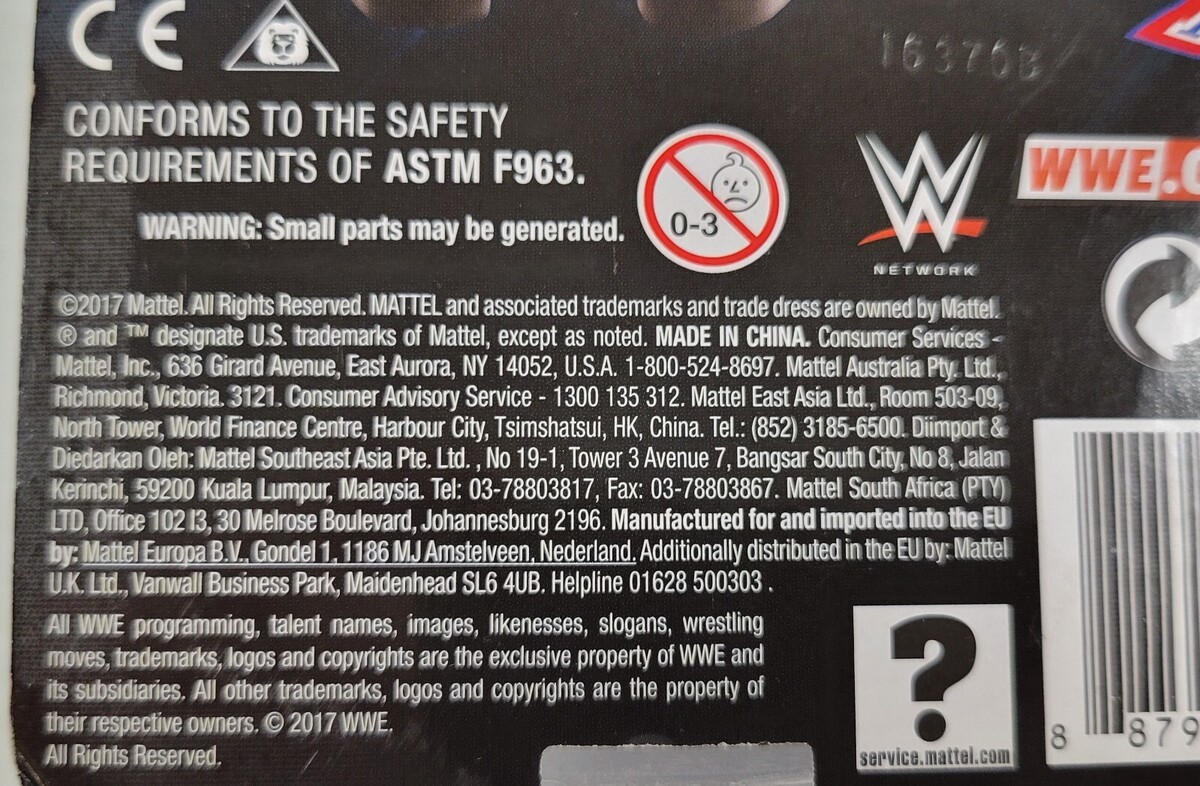 CE
16376B
CONFORMS TO THE SAFETY
REQUIREMENTS OF ASTM F963.
WARNING: Small parts may be generated.
0-3
W
NETWORK
WWE.
©2017 Mattel. All Rights Reserved. MATTEL and associated trademarks and trade dress are owned by Mattel.
® and ™ designate U.S. trademarks of Mattel, except as noted. MADE IN CHINA. Consumer Services -
Mattel, Inc., 636 Girard Avenue, East Aurora, NY 14052, U.S.A. 1-800-524-8697. Mattel Australia Pty. Ltd.,
Richmond, Victoria. 3121. Consumer Advisory Service - 1300 135 312. Mattel East Asia Ltd., Room 503-09,
North Tower, World Finance Centre, Harbour City, Tsimshatsui, HK, China. Tel.: (852) 3185-6500. Diimport &
Diedarkan Oleh: Mattel Southeast Asia Pte. Ltd. , No 19-1, Tower 3 Avenue 7, Bangsar South City, No 8, Jalan
Kerinchi, 59200 Kuala Lumpur, Malaysia. Tel: 03-78803817, Fax: 03-78803867. Mattel South Africa (PTY)
LTD, Office 102 I3, 30 Melrose Boulevard, Johannesburg 2196. Manufactured for and imported into the EU
by: Mattel Europa B.V., Gondel 1, 1186 MJ Amstelveen, Nederland. Additionally distributed in the EU by: Mattel
U.K. Ltd., Vanwall Business Park, Maidenhead SL6 4UB. Helpline 01628 500303 .
All WWE programming, talent names, images, likenesses, slogans, wrestling
moves, trademarks, logos and copyrights are the exclusive property of WWE and
its subsidiaries. All other trademarks, logos and copyrights are the property of
their respective owners. © 2017 WWE.
All Rights Reserved.
?
service.mattel.com
8 879